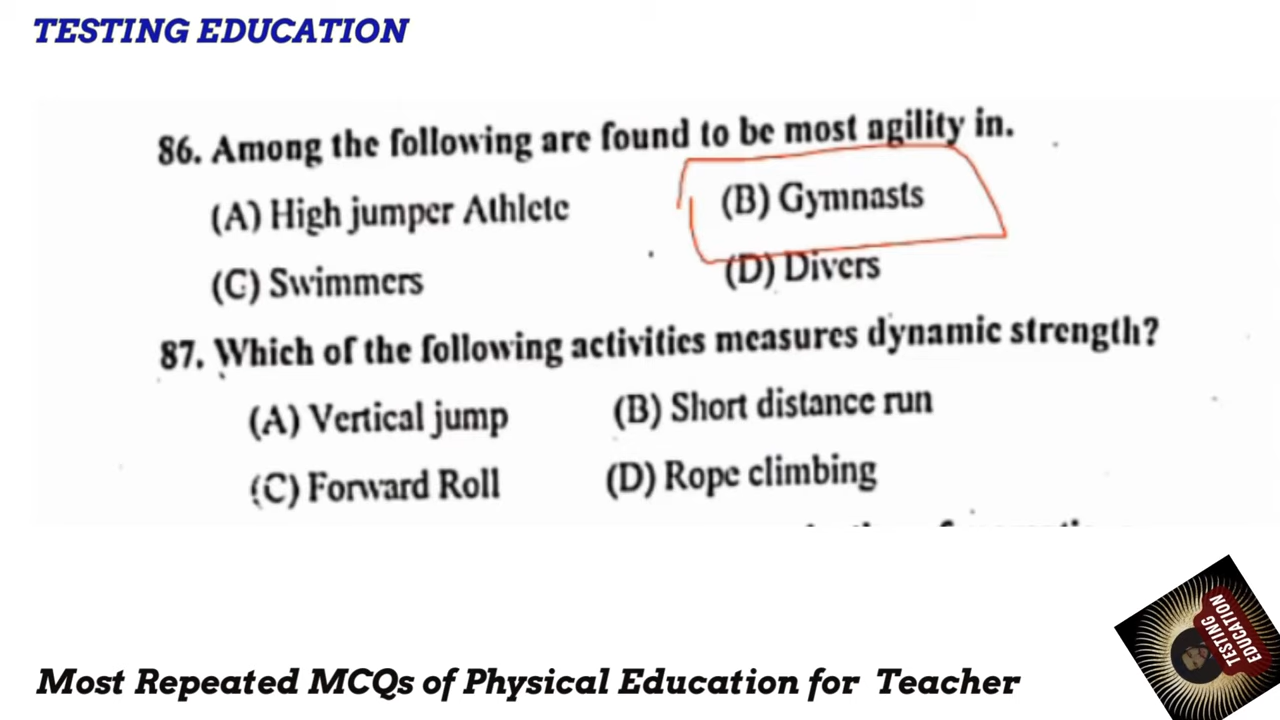 TESTING EDUCATION
86. Among the following are found to be most agility in.
(A) High jumper Athlete (B) Gymnasts
(C) Swimmers (D) Divers
87. Which of the following activities measures dynamic strength?
(A) Vertical jump (B) Short distance run
(C) Forward Roll (D) Rope climbing
TESTING
EDUCATION
Most Repeated MCQs of Physical Education for Teacher